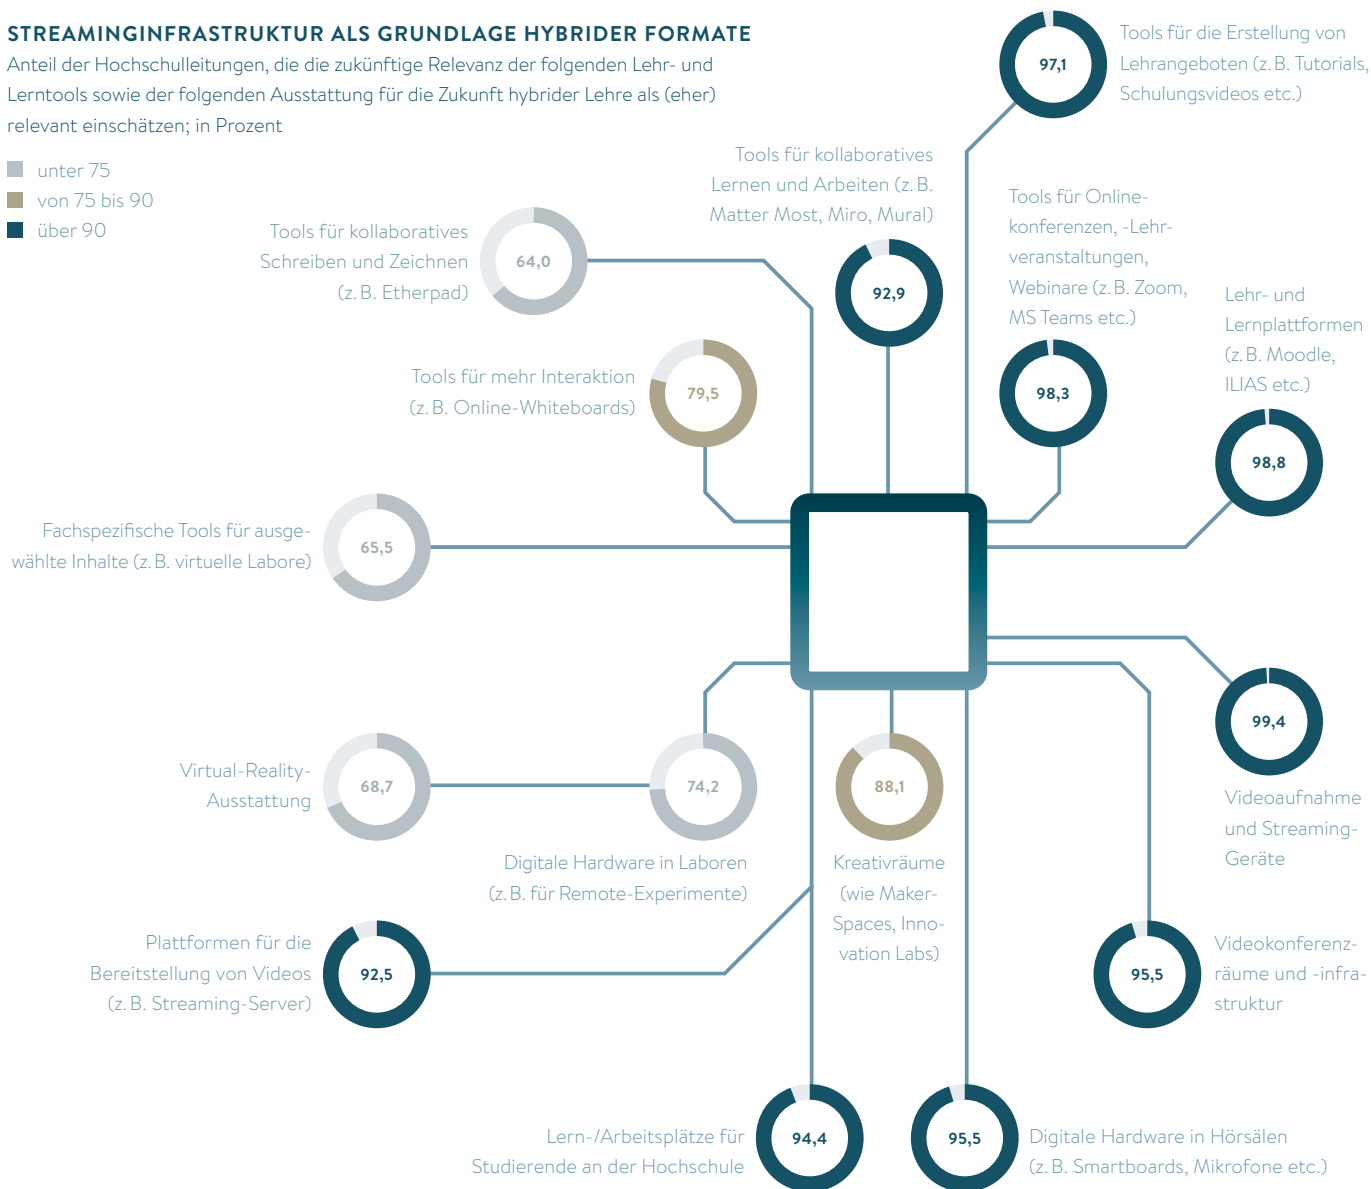 STREAMINGINFRASTRUKTUR ALS GRUNDLAGE HYBRIDER FORMATE
Anteil der Hochschulleitungen, die die zukünftige Relevanz der folgenden Lehr- und
Lerntools sowie der folgenden Ausstattung für die Zukunft hybrider Lehre als (eher)
relevant einschätzen; in Prozent
unter 75
von 75 bis 90
über 90
97,1
Tools für die Erstellung von
Lehrangeboten (z. B. Tutorials,
Schulungsvideos etc.)
Tools für kollaboratives
Lernen und Arbeiten (z. B.
Matter Most, Miro, Mural)
92,9
Tools für kollaboratives
Schreiben und Zeichnen
(z. B. Etherpad)
64,0
Tools für Online-
konferenzen, -Lehr-
veranstaltungen,
Webinare (z. B. Zoom,
MS Teams etc.)
98,3
Lehr- und
Lernplattformen
(z. B. Moodle,
ILIAS etc.)
98,8
Tools für mehr Interaktion
(z. B. Online-Whiteboards)
79,5
Fachspezifische Tools für ausge-
wählte Inhalte (z. B. virtuelle Labore)
65,5
99,4
Videoaufnahme
und Streaming-
Geräte
Virtual-Reality-
Ausstattung
68,7
74,2
Digitale Hardware in Laboren
(z. B. für Remote-Experimente)
88,1
Kreativräume
(wie Maker-
Spaces, Inno-
vation Labs)
Plattformen für die
Bereitstellung von Videos
(z. B. Streaming-Server)
92,5
95,5
Videokonferenz-
räume und -infra-
struktur
Lern-/Arbeitsplätze für
Studierende an der Hochschule
94,4
95,5
Digitale Hardware in Hörsälen
(z. B. Smartboards, Mikrofone etc.)